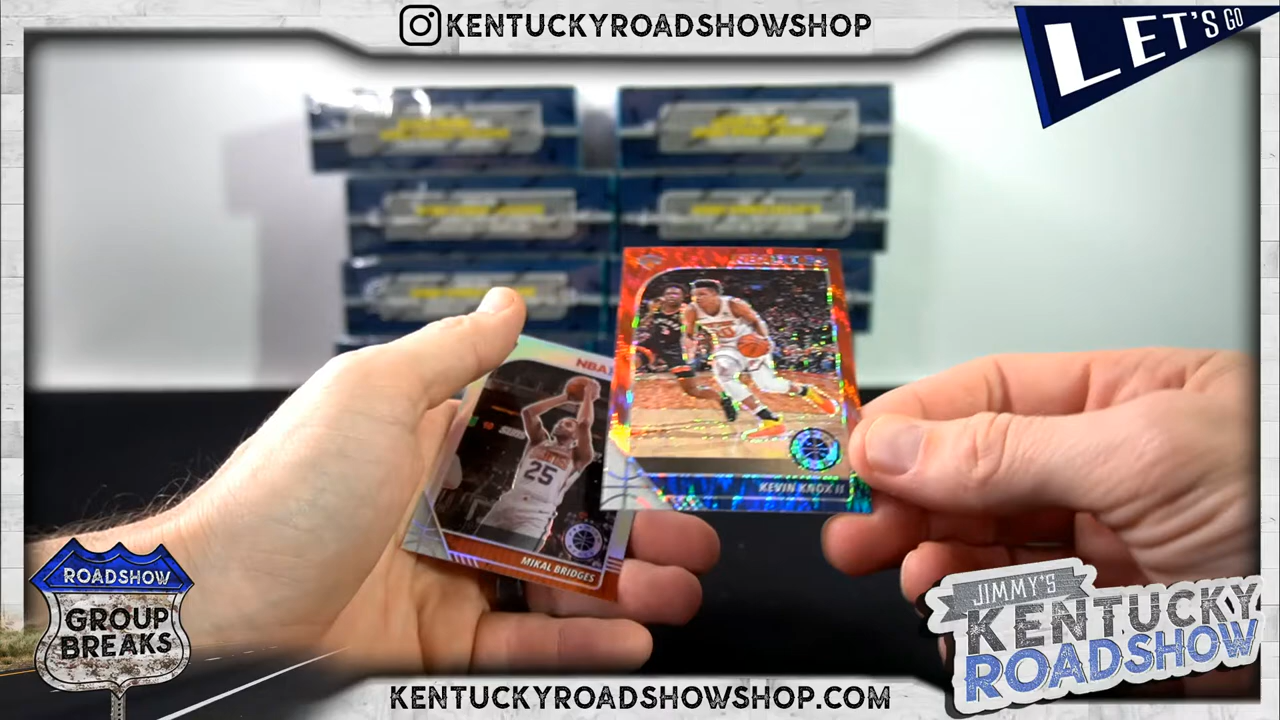 KENTUCKYROADSHOWSHOP
LET'S GO
NBA
25
MIKAL BRIDGES
KEVIN KNOX II
ROADSHOW
GROUP
BREAKS
JIMMY'S
KENTUCKY
ROADSHOW
KENTUCKYROADSHOWSHOP.COM